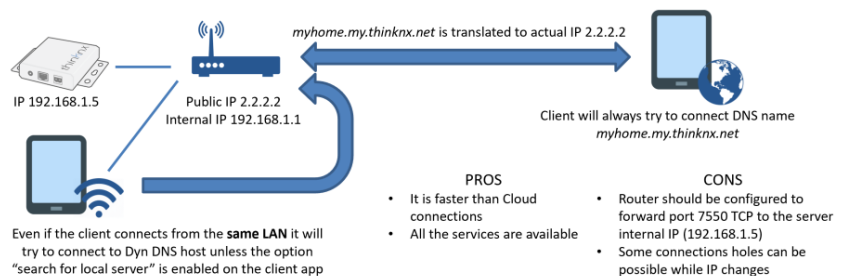 myhome.my.thinknx.net is translated to actual IP 2.2.2.2
thinknx
IP 192.168.1.5
Public IP 2.2.2.2
Internal IP 192.168.1.1
Client will always try to connect DNS name
myhome.my.thinknx.net
Even if the client connects from the same LAN it will
try to connect to Dyn DNS host unless the option
“search for local server” is enabled on the client app
PROS
• It is faster than Cloud
connections
• All the services are available
CONS
• Router should be configured to
forward port 7550 TCP to the server
internal IP (192.168.1.5)
• Some connections holes can be
possible while IP changes